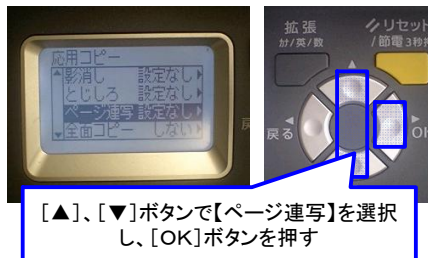 応用コピー
影消し 設定なし
とじしろ 設定なし
ページ連写 設定なし
全面コピー しない
戻
拡張
カナ/英/数
リセット
/節電3秒押
戻る
OK
[▲]、[▼]ボタンで【ページ連写】を選択
し、[OK]ボタンを押す